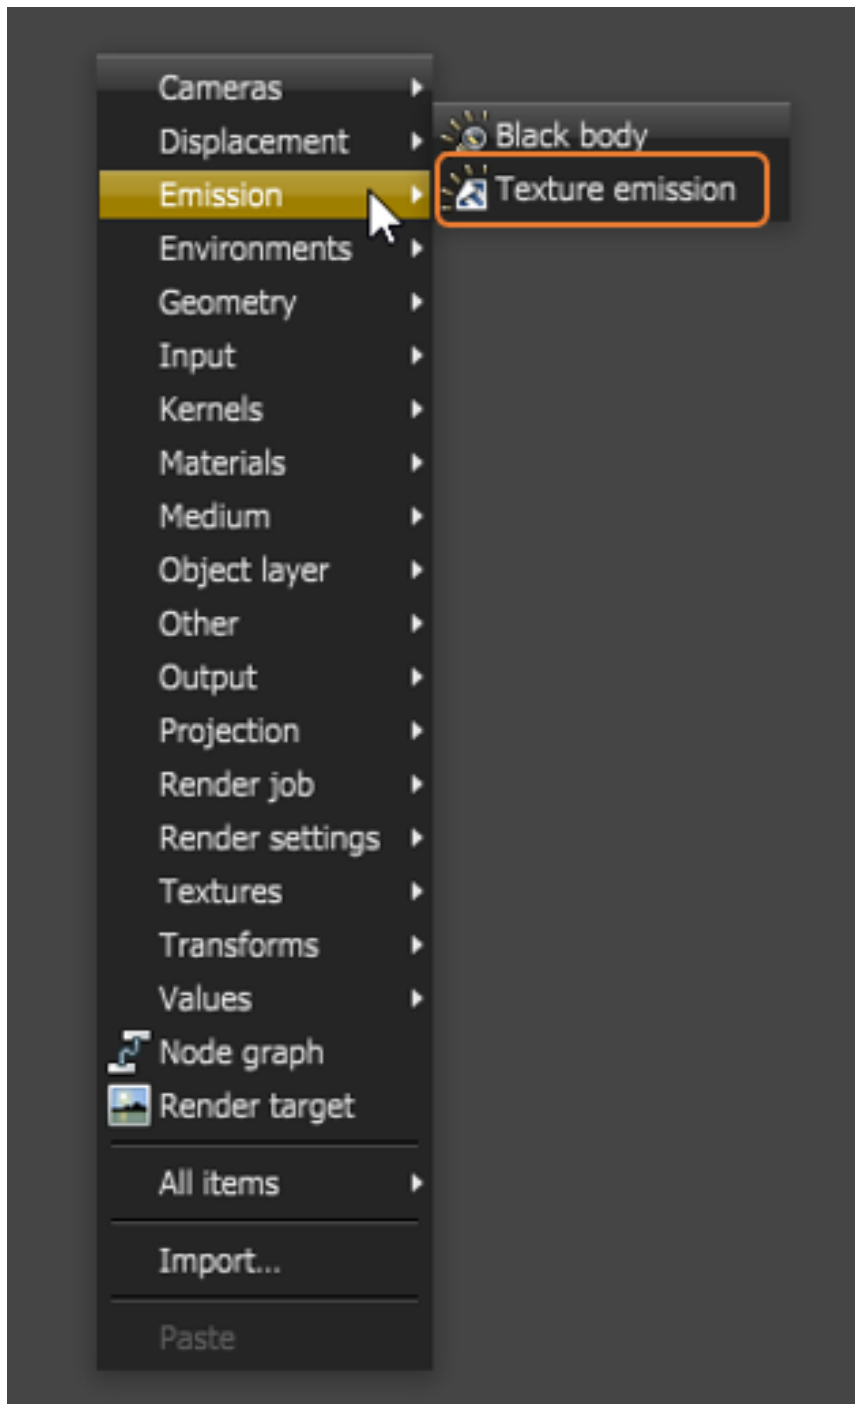 Cameras
Displacement
Emission
Environments
Geometry
Input
Kernels
Materials
Medium
Object layer
Other
Output
Projection
Render job
Render settings
Textures
Transforms
Values
Node graph
Render target
All items
Import...
Paste
Black body
Texture emission